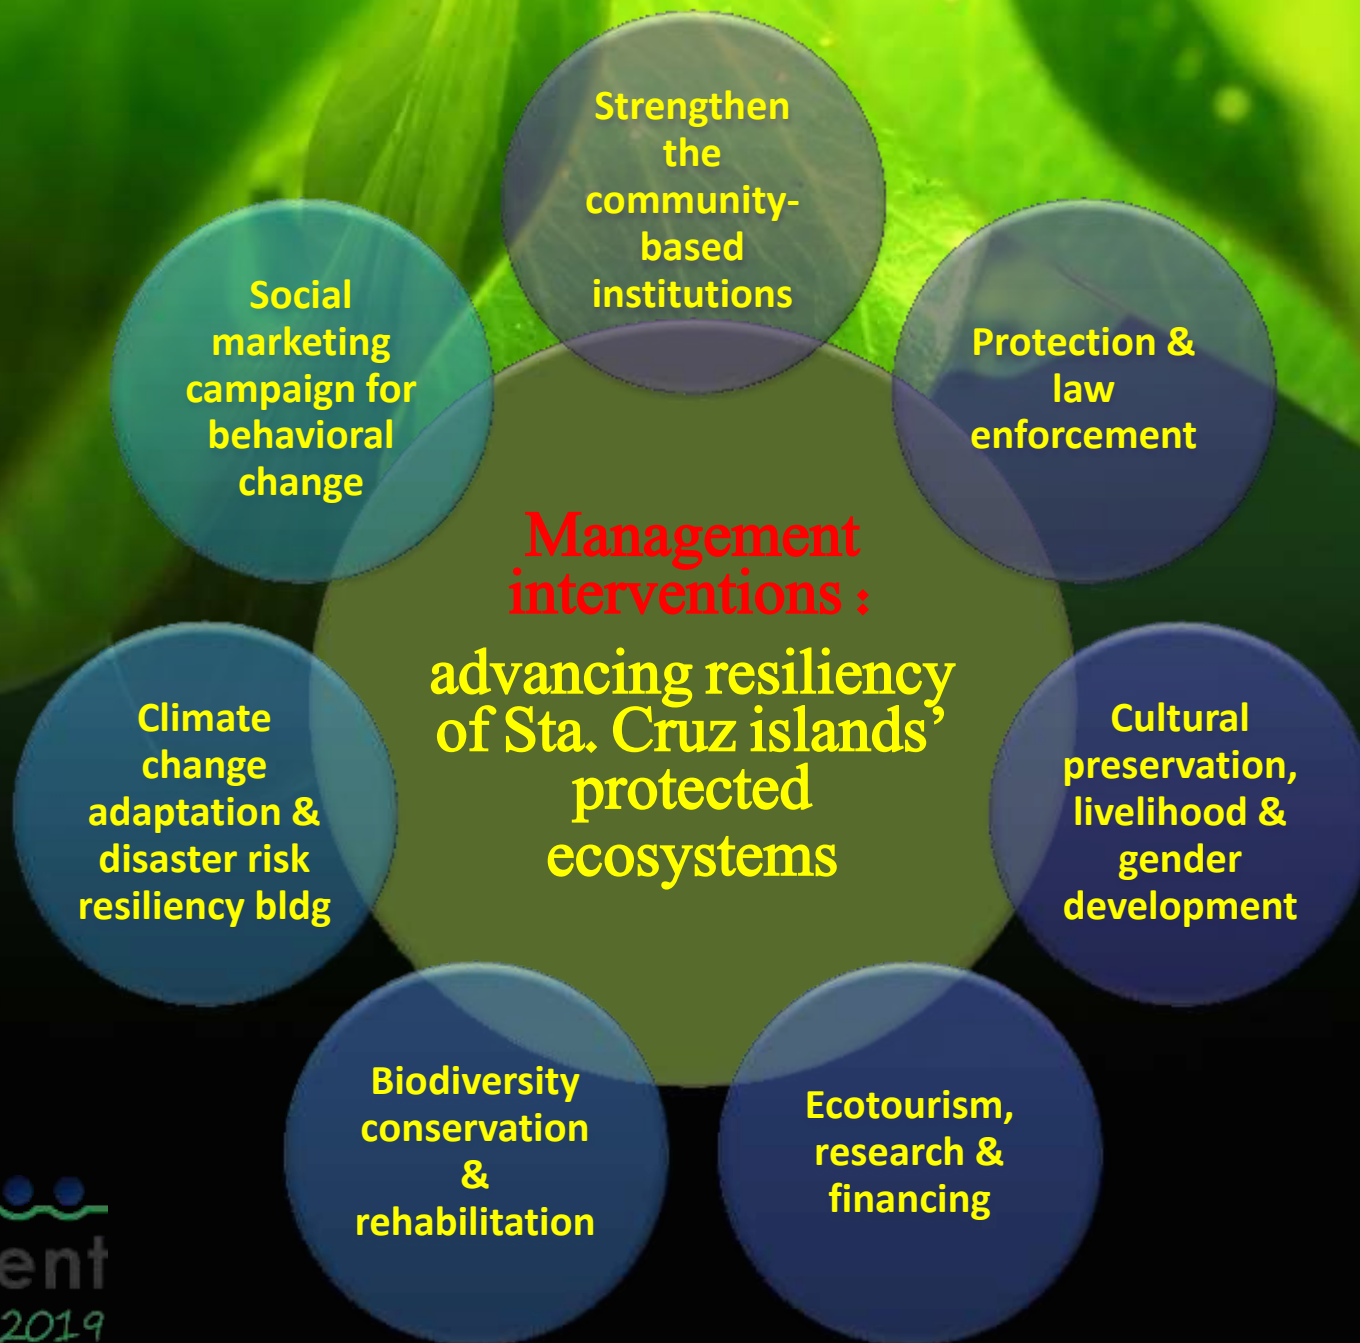 Strengthen
the
community-
based
institutions
Protection &
law
enforcement
Cultural
preservation,
livelihood &
gender
development
Ecotourism,
research &
financing
Biodiversity
conservation
&
rehabilitation
Climate
change
adaptation &
disaster risk
resiliency bldg
Social
marketing
campaign for
behavioral
change
Management
interventions :
advancing resiliency
of Sta. Cruz islands’
protected
ecosystems
ent
2019